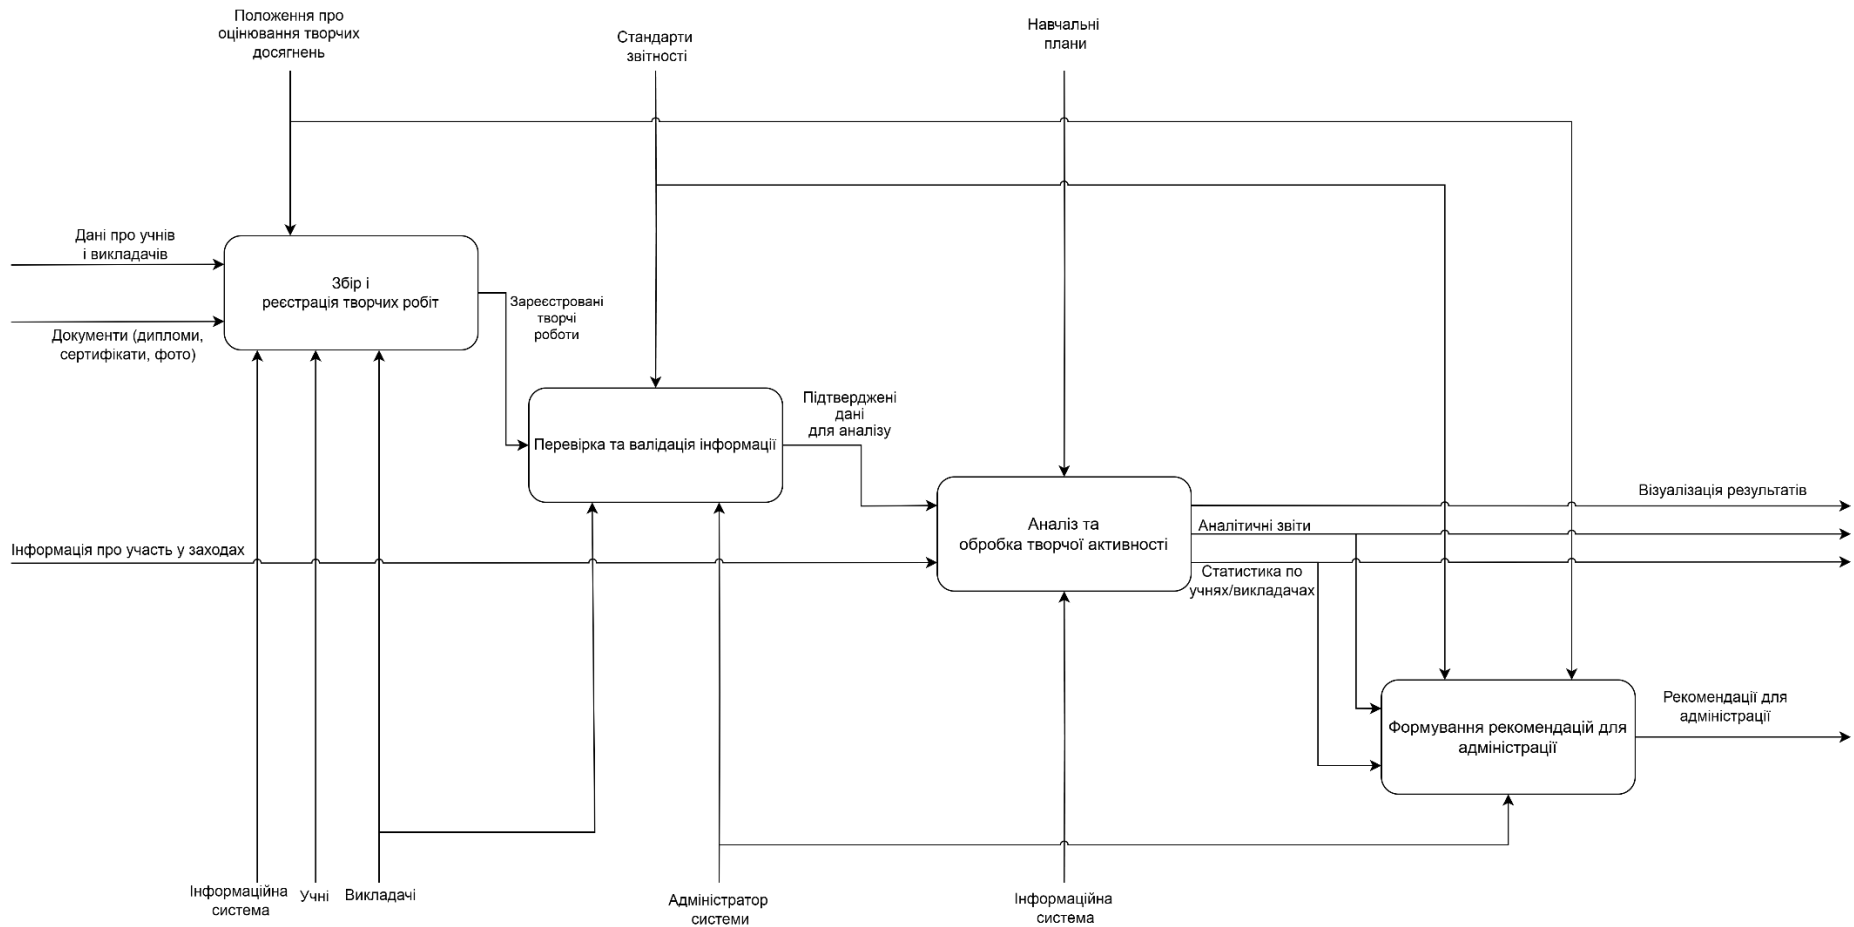 Положення про
оцінювання творчих
досягнень
Стандарти
звітності
Навчальні
плани
Дані про учнів
і викладачів
Збір і
реєстрація творчих робіт
Документи (дипломи,
сертифікати, фото)
Зареєстровані
творчі
роботи
Перевірка та валідація інформації
Підтверджені
дані
для аналізу
Інформація про участь у заходах
Аналіз та
обробка творчої активності
Візуалізація результатів
Аналітичні звіти
Статистика по
учнях/викладачах
Формування рекомендацій для
адміністрації
Рекомендації для
адміністрації
Інформаційна
система
Учні
Викладачі
Адміністратор
системи
Інформаційна
система